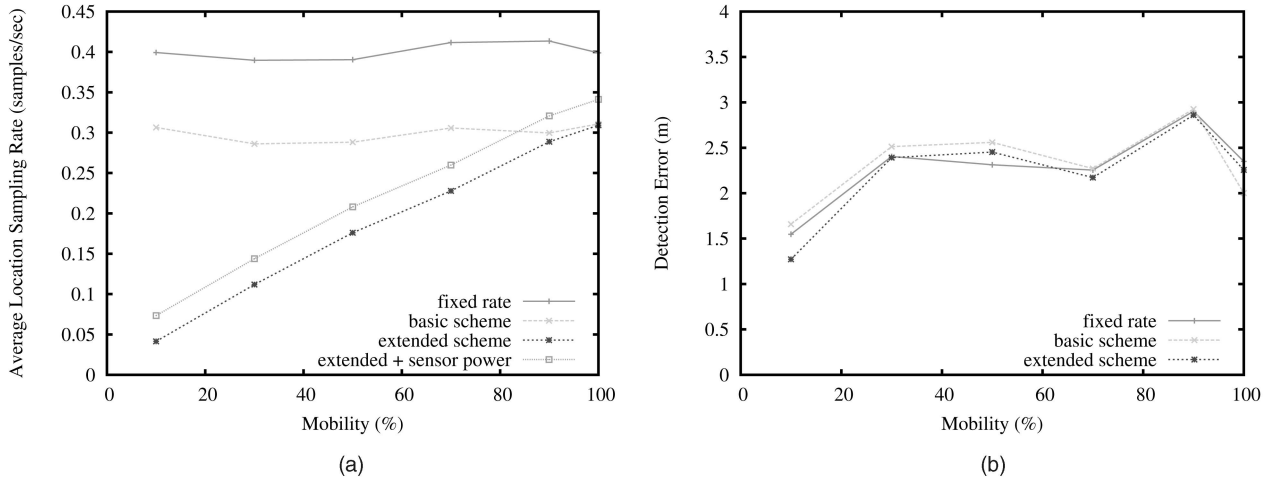 Average Location Sampling Rate (samples/sec)
0.45
0.4
0.35
0.3
0.25
0.2
0.15
0.1
0.05
0
fixed rate
basic scheme
extended scheme
extended + sensor power
0 20 40 60 80 100
Mobility (%)
(a)
Detection Error (m)
4
3.5
3
2.5
2
1.5
1
0.5
0
fixed rate
basic scheme
extended scheme
0 20 40 60 80 100
Mobility (%)
(b)